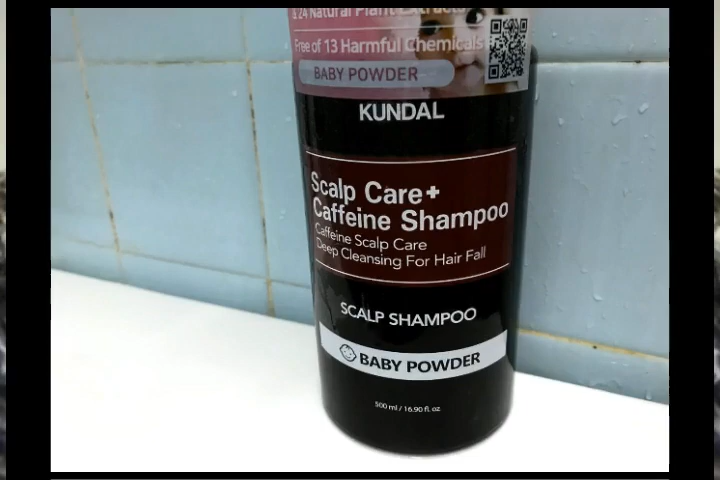 & 24 Natural Plant Extracts
Free of 13 Harmful Chemicals
BABY POWDER
KUNDAL
Scalp Care+
Caffeine Shampoo
Caffeine Scalp Care
Deep Cleansing For Hair Fall
SCALP SHAMPOO
BABY POWDER
500 ml / 16.90 fl. oz